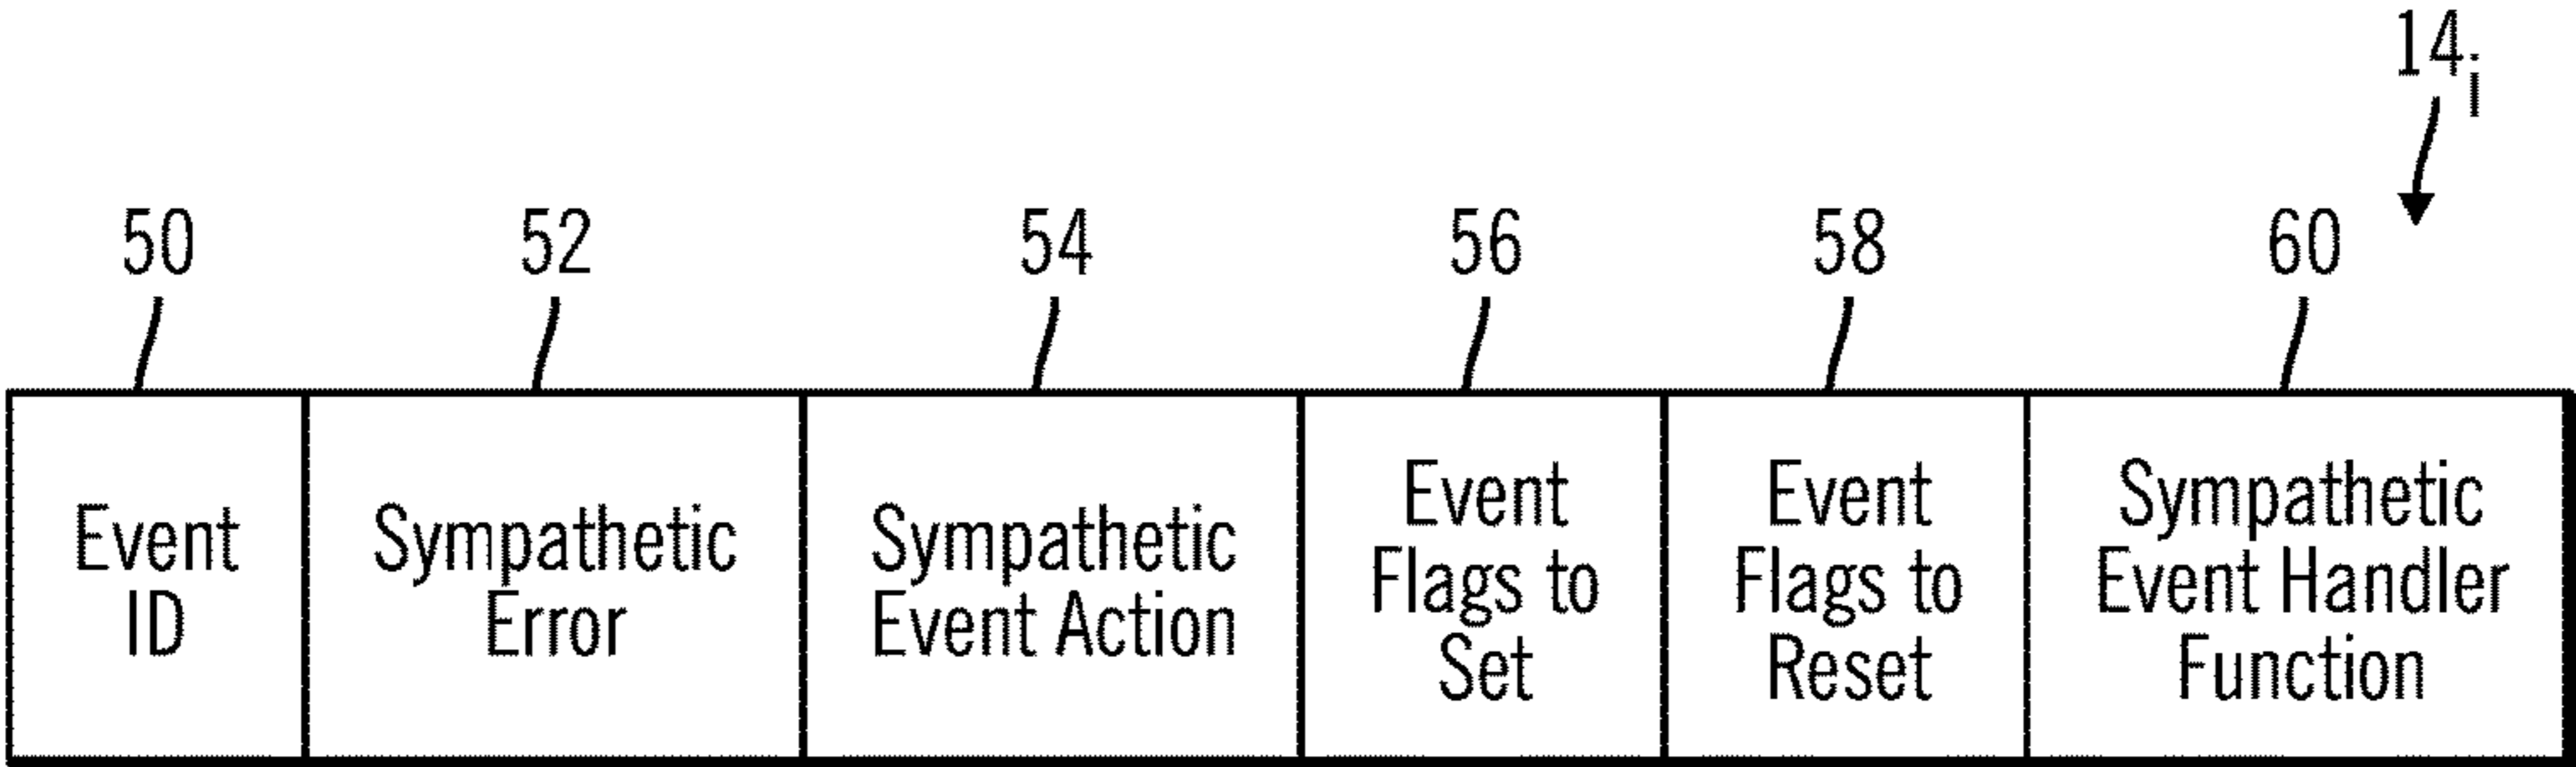 14i
50 52 54 56 58 60
Event
ID
Sympathetic
Error
Sympathetic
Event Action
Event
Flags to
Set
Event
Flags to
Reset
Sympathetic
Event Handler
Function